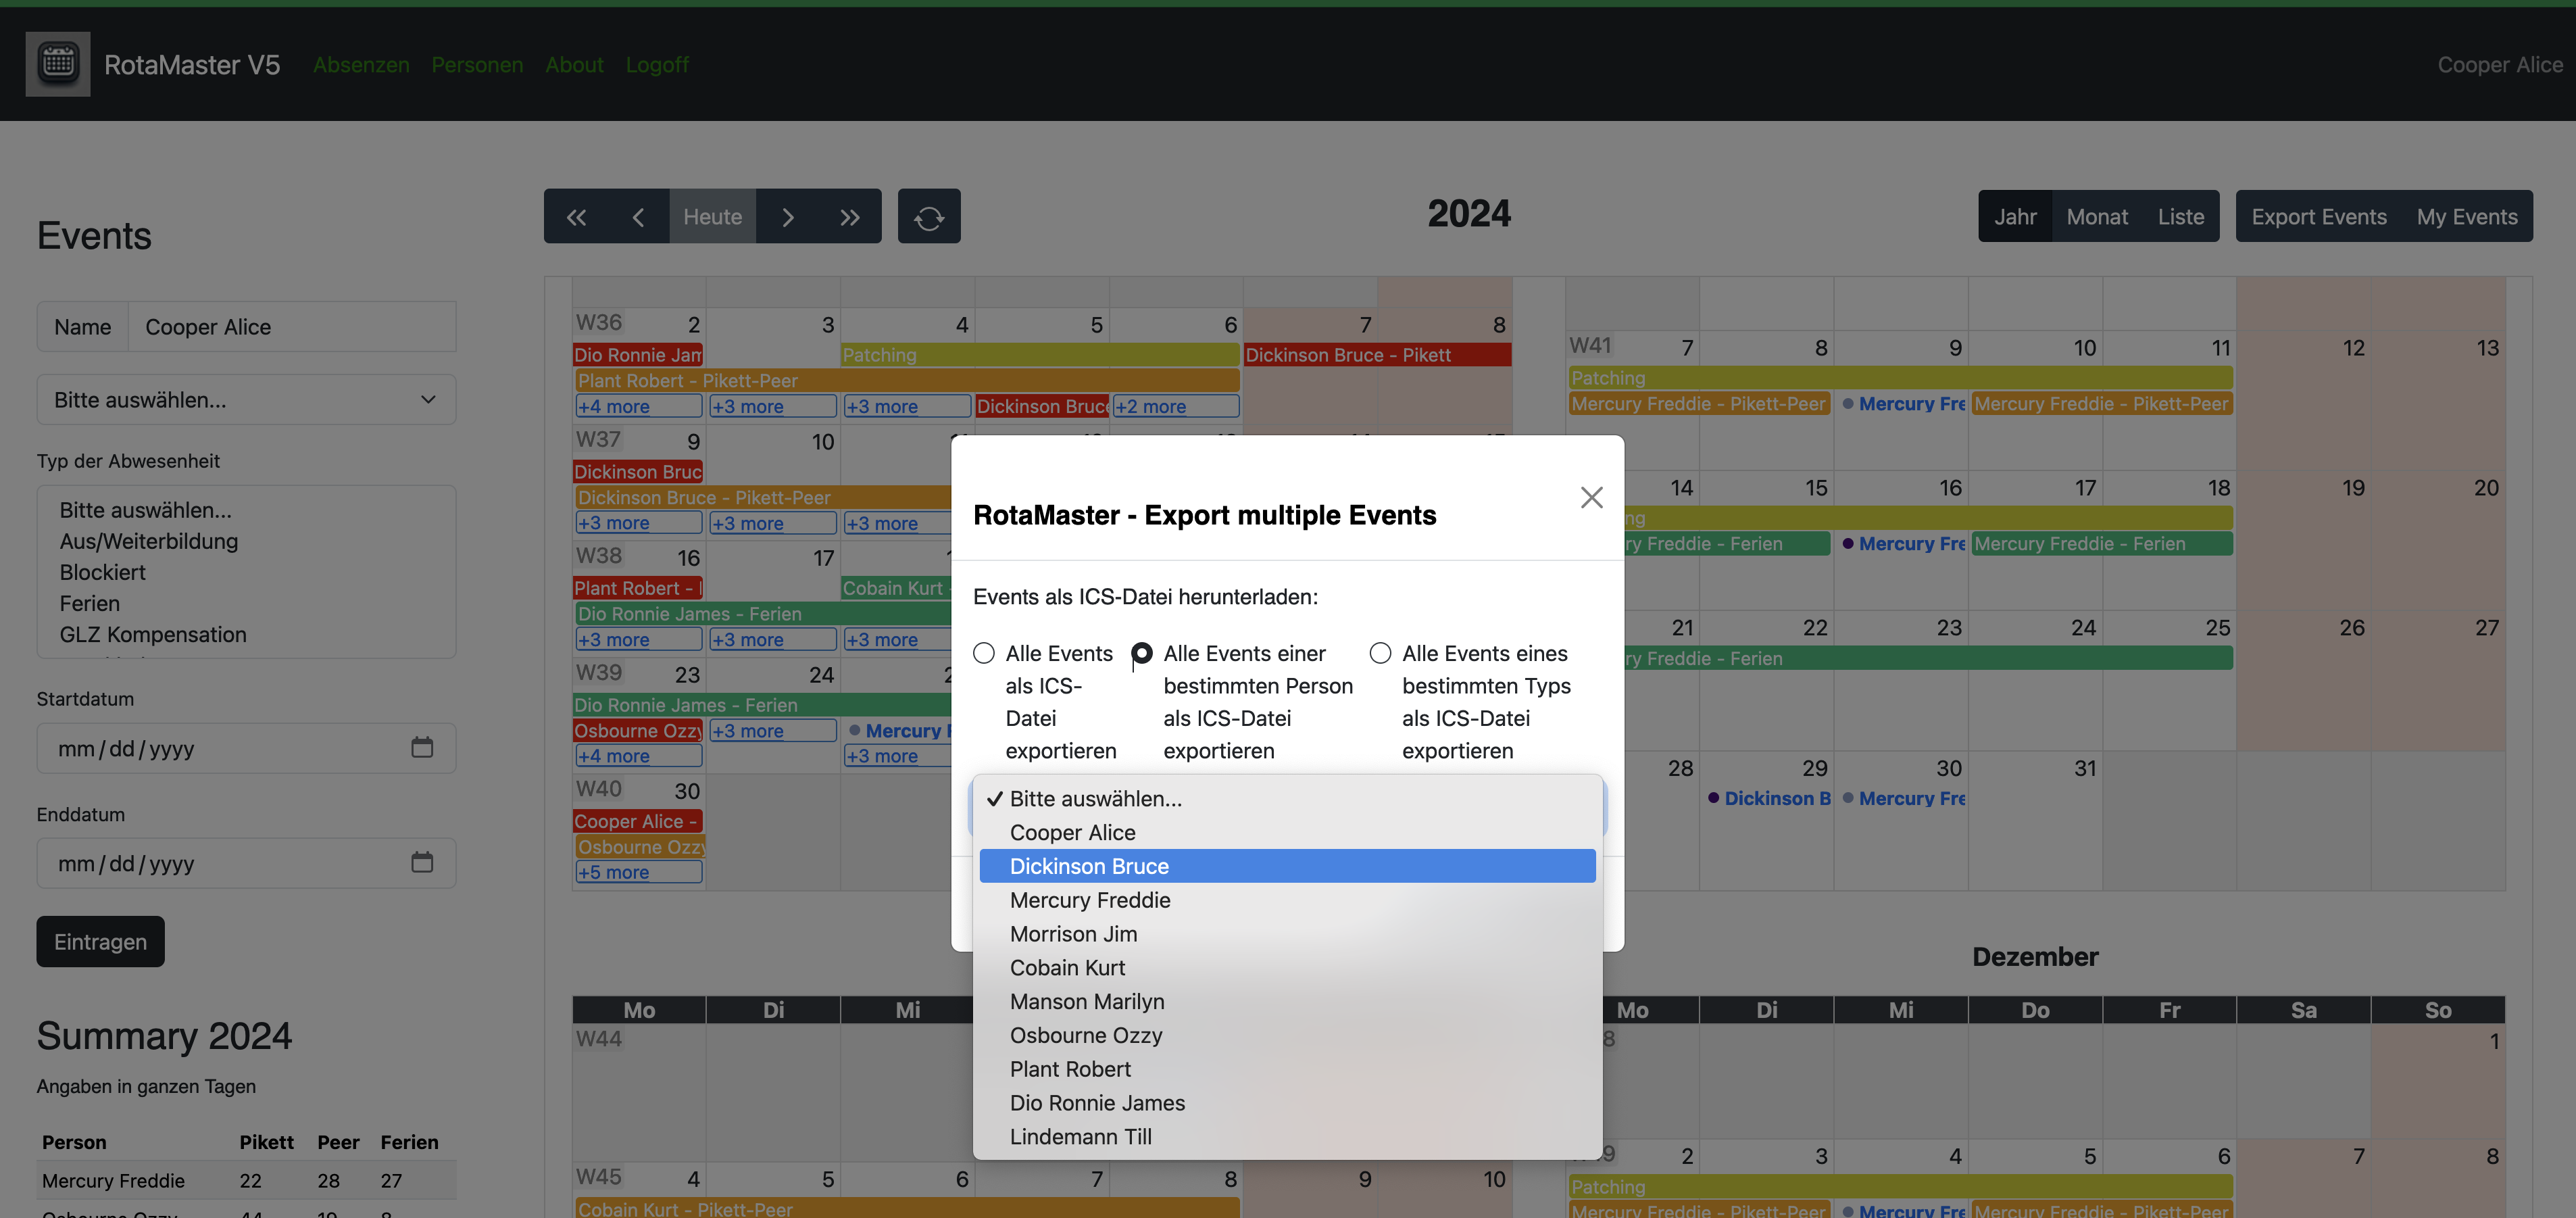 RotaMaster V5 Absenzen Personen About Logoff Cooper Alice
Heute 2024 Jahr Monat Liste Export Events My Events
Events
Name Cooper Alice
Bitte auswählen...
Typ der Abwesenheit
Bitte auswählen...
Aus/Weiterbildung
Blockiert
Ferien
GLZ Kompensation
Startdatum
mm/dd/yyyy
Enddatum
mm/dd/yyyy
Eintragen
Summary 2024
Angaben in ganzen Tagen
Person Pikett Peer Ferien
Mercury Freddie 22 28 27
W36 2 3 4 5 6 7 8
Dio Ronnie Jam Patching Dickinson Bruce - Pikett
Plant Robert - Pikett-Peer
+4 more +3 more +3 more Dickinson Bruce +2 more
W37 9 10
Dickinson Bruc
Dickinson Bruce - Pikett-Peer
+3 more +3 more +3 more
W38 16 17
Plant Robert - Cobain Kurt -
Dio Ronnie James - Ferien
+3 more +3 more +3 more
W39 23 24
Dio Ronnie James - Ferien
Osbourne Ozzy +3 more Mercury F
+4 more +3 more
W40 30
Cooper Alice -
Osbourne Ozzy
+5 more
W41 7 8 9 10 11 12 13
Patching
Mercury Freddie - Pikett-Peer Mercury Fre Mercury Freddie - Pikett-Peer
14 15 16 17 18 19 20
ng
ry Freddie - Ferien Mercury Fre Mercury Freddie - Ferien
21 22 23 24 25 26 27
ry Freddie - Ferien
28 29 30 31
Dickinson B Mercury Fre
RotaMaster - Export multiple Events
Events als ICS-Datei herunterladen:
Alle Events als ICS-Datei exportieren
Alle Events einer bestimmten Person als ICS-Datei exportieren
Alle Events eines bestimmten Typs als ICS-Datei exportieren
Bitte auswählen...
Cooper Alice
Dickinson Bruce
Mercury Freddie
Morrison Jim
Cobain Kurt
Manson Marilyn
Osbourne Ozzy
Plant Robert
Dio Ronnie James
Lindemann Till
Mo Di Mi
W44
W45 4 5 6 7 8 9 10
Cobain Kurt - Pikett-Peer
Dezember
Mo Di Mi Do Fr Sa So
8 1
9 2 3 4 5 6 7 8
Patching
Mercury Freddie - Pikett-Peer Mercury Fre Mercury Freddie - Pikett-Peer